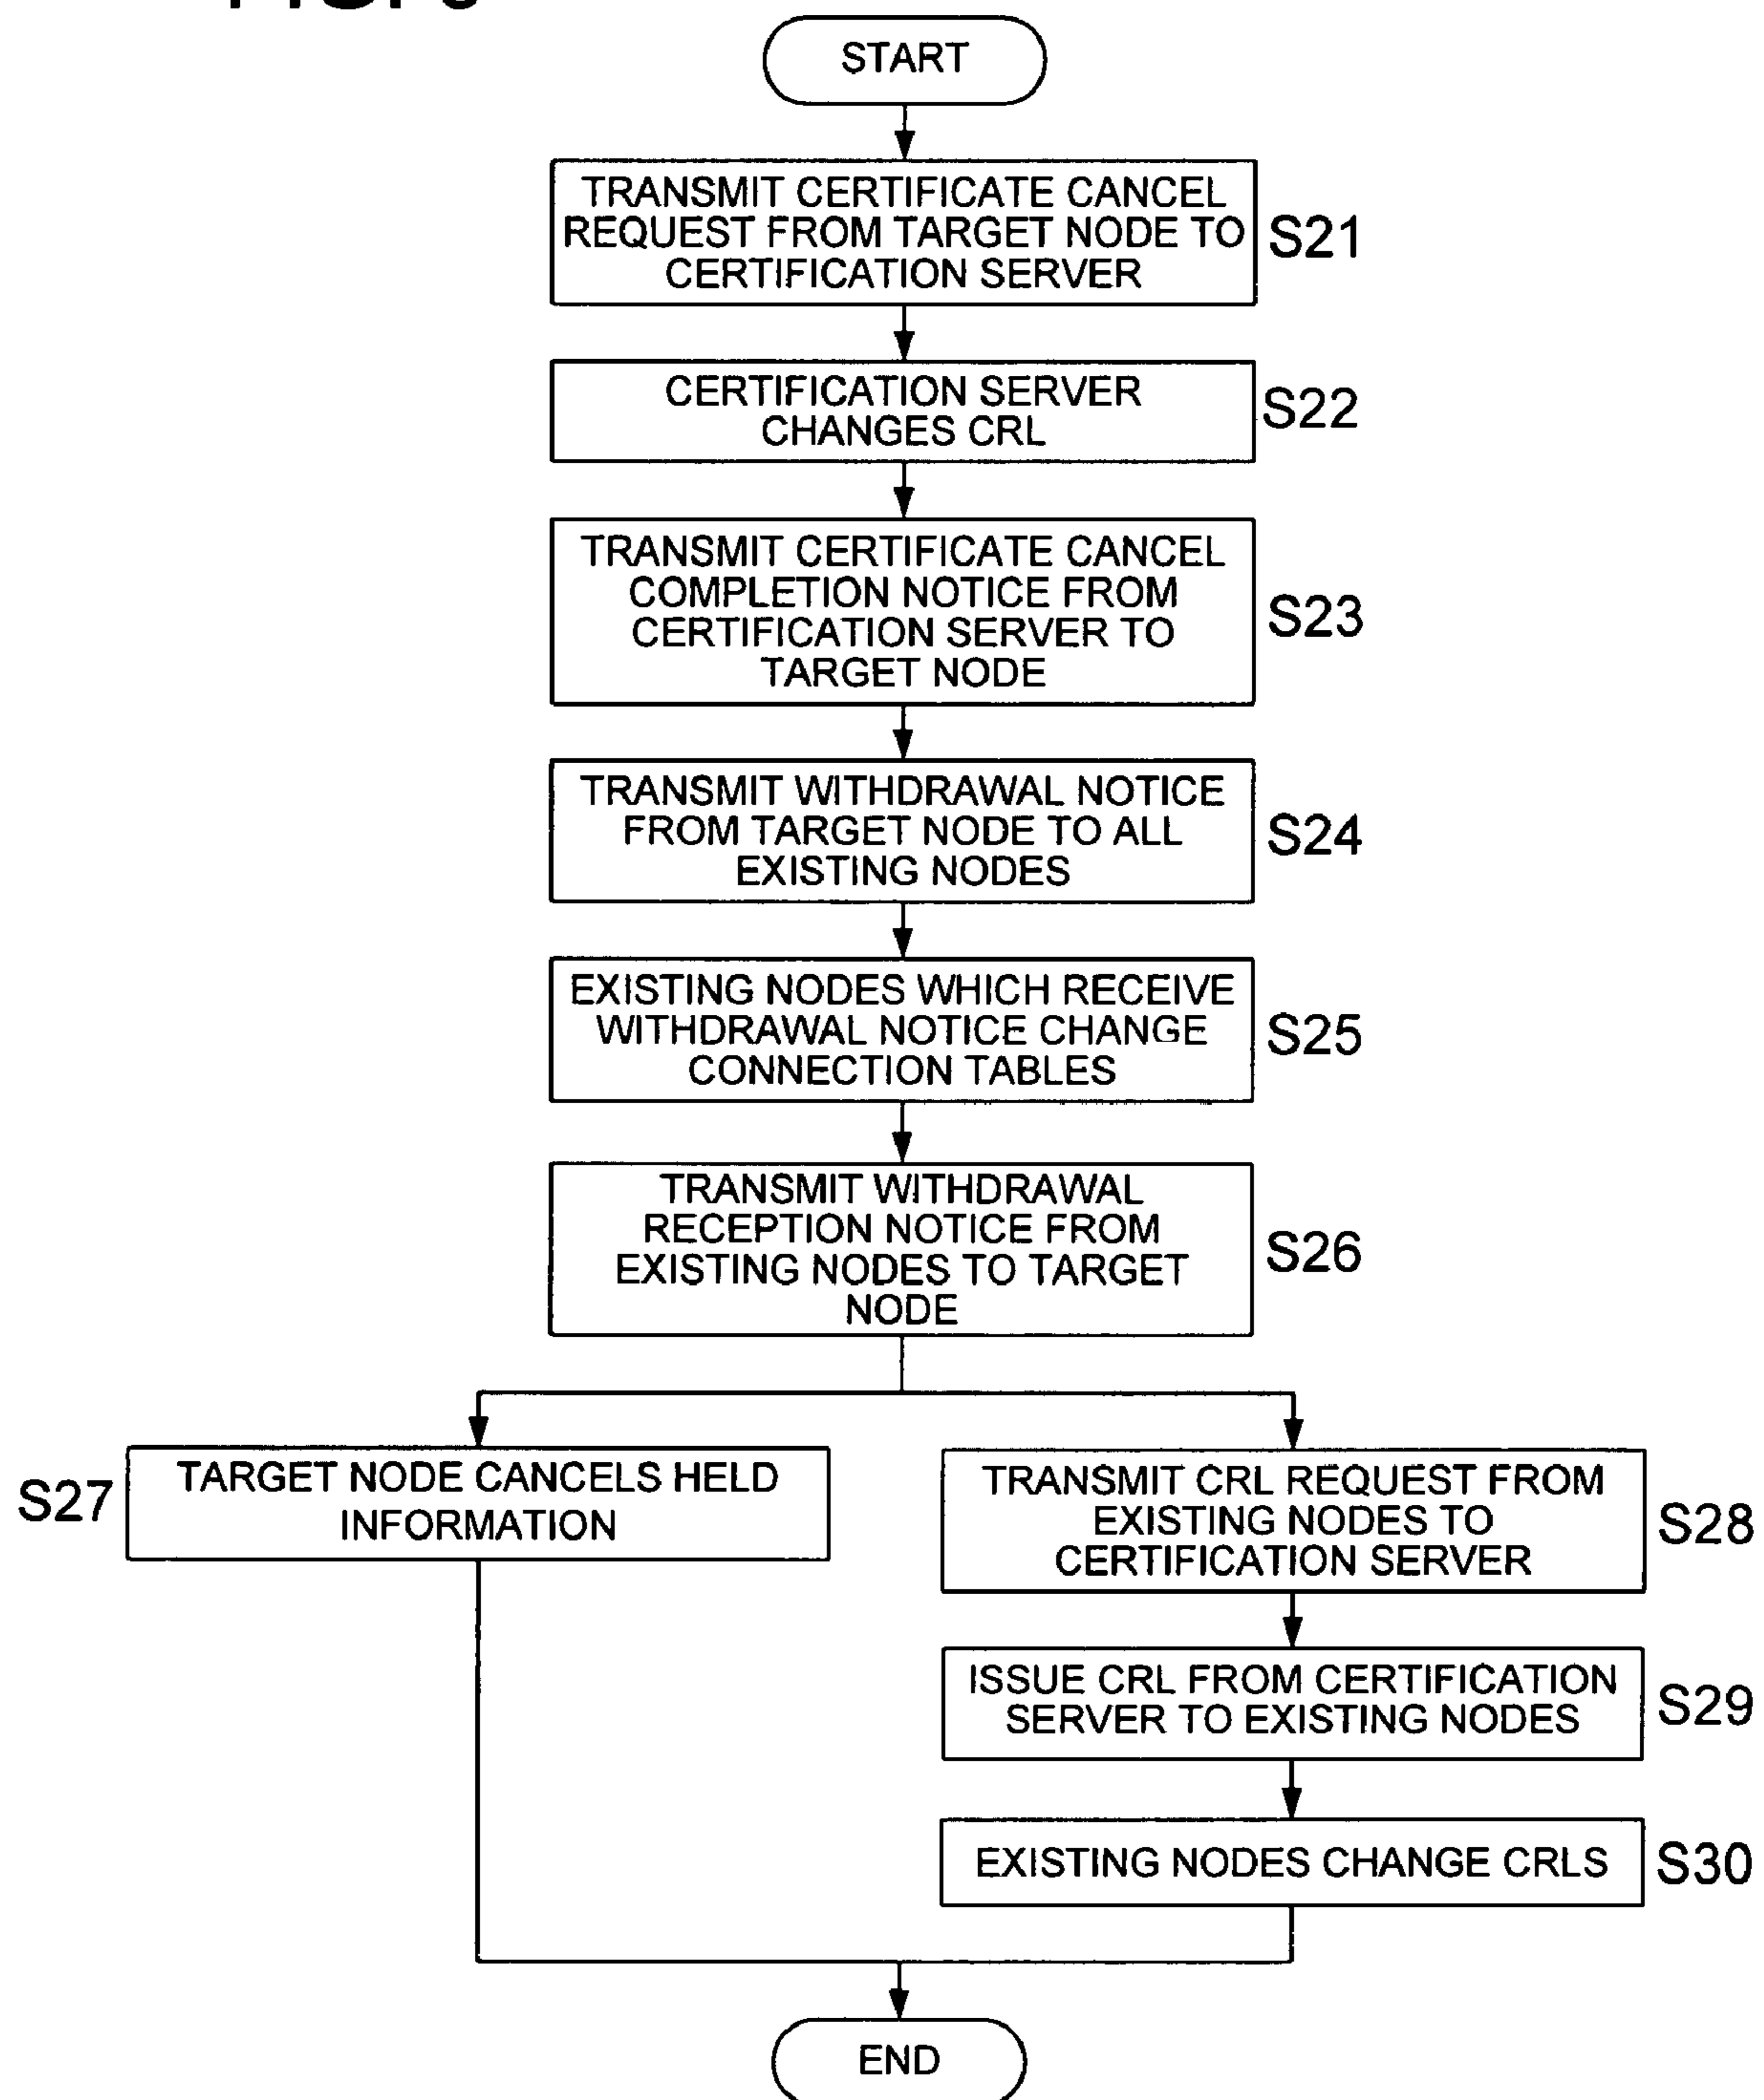 START
TRANSMIT CERTIFICATE CANCEL
REQUEST FROM TARGET NODE TO
CERTIFICATION SERVER
S21
CERTIFICATION SERVER
CHANGES CRL
S22
TRANSMIT CERTIFICATE CANCEL
COMPLETION NOTICE FROM
CERTIFICATION SERVER TO
TARGET NODE
S23
TRANSMIT WITHDRAWAL NOTICE
FROM TARGET NODE TO ALL
EXISTING NODES
S24
EXISTING NODES WHICH RECEIVE
WITHDRAWAL NOTICE CHANGE
CONNECTION TABLES
S25
TRANSMIT WITHDRAWAL
RECEPTION NOTICE FROM
EXISTING NODES TO TARGET
NODE
S26
S27
TARGET NODE CANCELS HELD
INFORMATION
TRANSMIT CRL REQUEST FROM
EXISTING NODES TO
CERTIFICATION SERVER
S28
ISSUE CRL FROM CERTIFICATION
SERVER TO EXISTING NODES
S29
EXISTING NODES CHANGE CRLS
S30
END